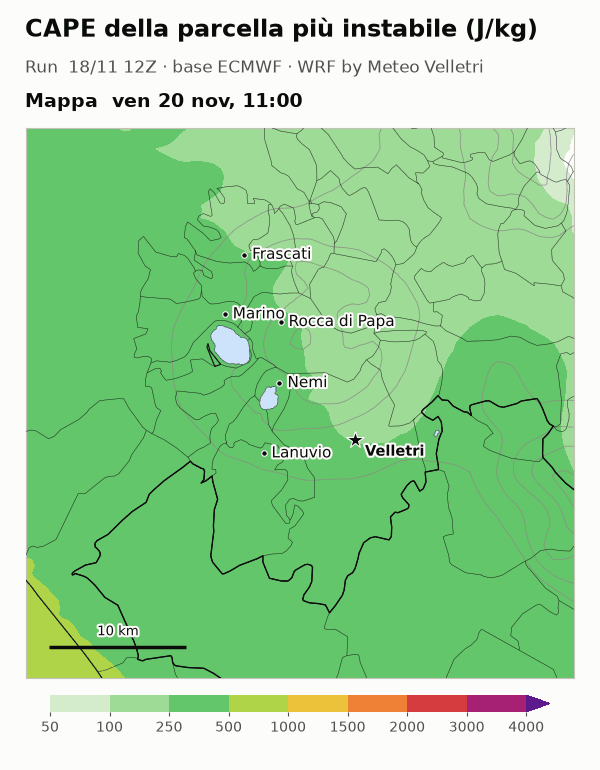 CAPE della parcella più instabile (J/kg)
Run  18/11 12Z · base ECMWF · WRF by Meteo Velletri
Mappa  ven 20 nov, 11:00
Frascati
Marino
Rocca di Papa
Nemi
Velletri
Lanuvio
10 km
50 100 250 500 1000 1500 2000 3000 4000